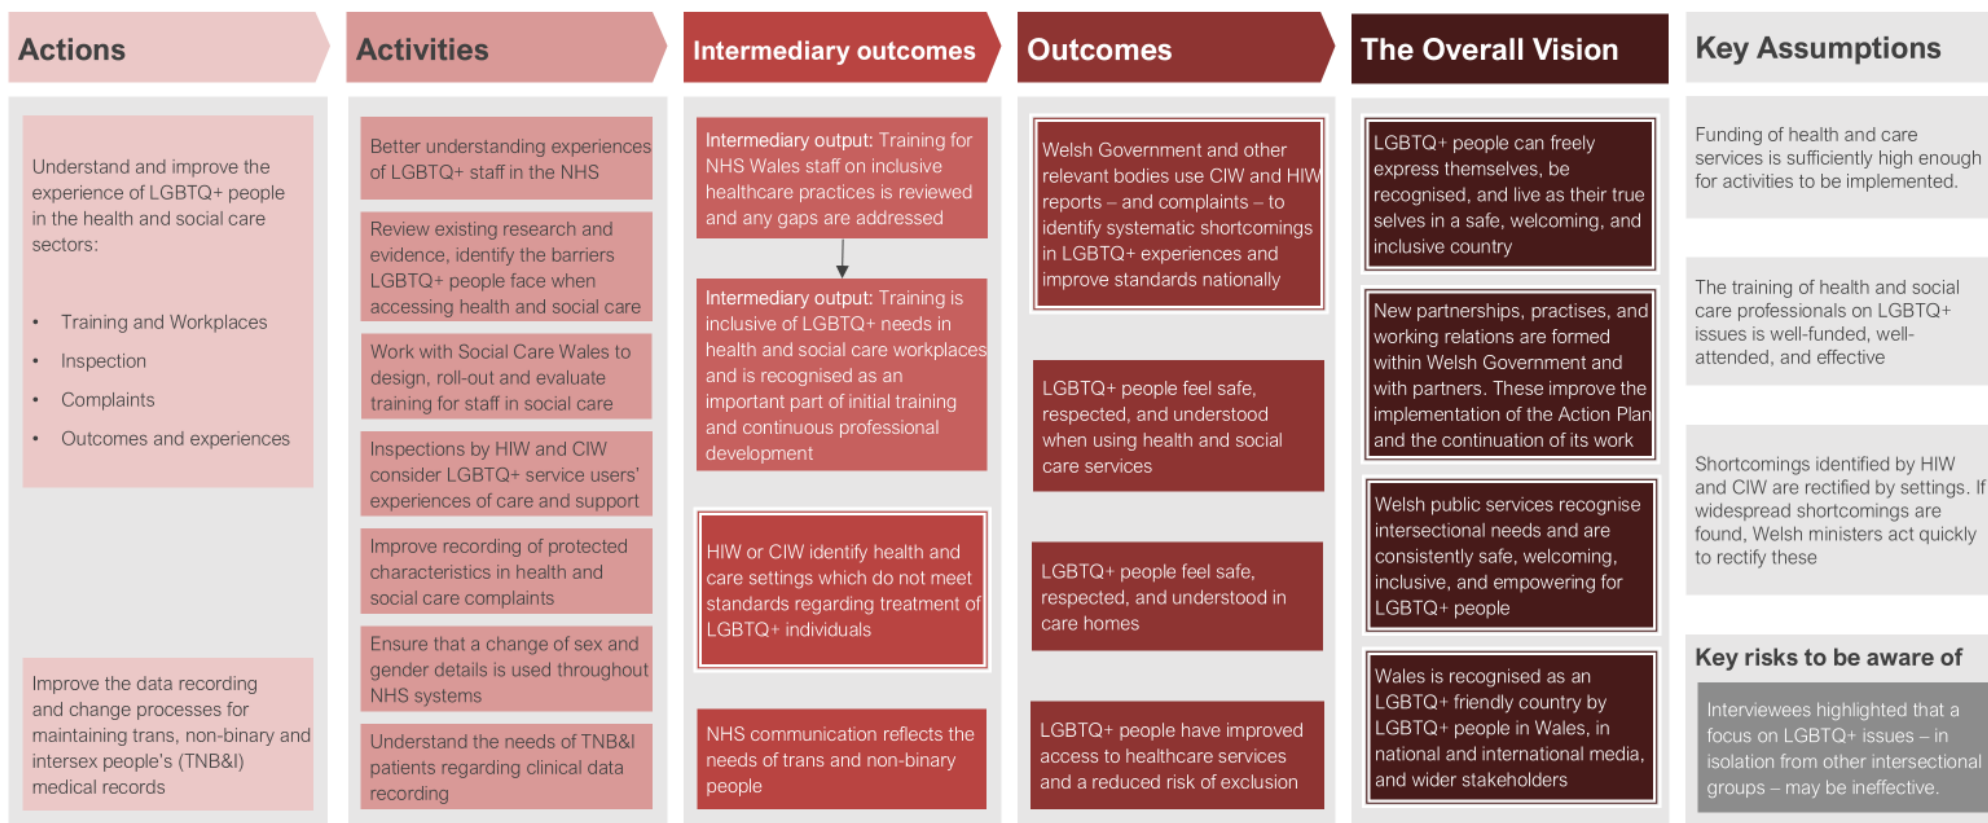 Actions
Understand and improve the
experience of LGBTQ+ people
in the health and social care
sectors:
• Training and Workplaces
• Inspection
• Complaints
• Outcomes and experiences
Improve the data recording
and change processes for
maintaining trans, non-binary and
intersex people's (TNB&I)
medical records
Activities
Better understanding experiences
of LGBTQ+ staff in the NHS
Review existing research and
evidence, identify the barriers
LGBTQ+ people face when
accessing health and social care
Work with Social Care Wales to
design, roll-out and evaluate
training for staff in social care
Inspections by HIW and CIW
consider LGBTQ+ service users'
experiences of care and support
Improve recording of protected
characteristics in health and
social care complaints
Ensure that a change of sex and
gender details is used throughout
NHS systems
Understand the needs of TNB&I
patients regarding clinical data
recording
Intermediary outcomes
Intermediary output: Training for
NHS Wales staff on inclusive
healthcare practices is reviewed
and any gaps are addressed
Intermediary output: Training is
inclusive of LGBTQ+ needs in
health and social care workplaces
and is recognised as an
important part of initial training
and continuous professional
development
HIW or CIW identify health and
care settings which do not meet
standards regarding treatment of
LGBTQ+ individuals
NHS communication reflects the
needs of trans and non-binary
people
Outcomes
Welsh Government and other
relevant bodies use CIW and HIW
reports – and complaints – to
identify systematic shortcomings
in LGBTQ+ experiences and
improve standards nationally
LGBTQ+ people feel safe,
respected, and understood
when using health and social
care services
LGBTQ+ people feel safe,
respected, and understood in
care homes
LGBTQ+ people have improved
access to healthcare services
and a reduced risk of exclusion
The Overall Vision
LGBTQ+ people can freely
express themselves, be
recognised, and live as their true
selves in a safe, welcoming, and
inclusive country
New partnerships, practises, and
working relations are formed
within Welsh Government and
with partners. These improve the
implementation of the Action Plan
and the continuation of its work
Welsh public services recognise
intersectional needs and are
consistently safe, welcoming,
inclusive, and empowering for
LGBTQ+ people
Wales is recognised as an
LGBTQ+ friendly country by
LGBTQ+ people in Wales, in
national and international media,
and wider stakeholders
Key Assumptions
Funding of health and care
services is sufficiently high enough
for activities to be implemented.
The training of health and social
care professionals on LGBTQ+
issues is well-funded, well-
attended, and effective
Shortcomings identified by HIW
and CIW are rectified by settings. If
widespread shortcomings are
found, Welsh ministers act quickly
to rectify these
Key risks to be aware of
Interviewees highlighted that a
focus on LGBTQ+ issues – in
isolation from other intersectional
groups – may be ineffective.